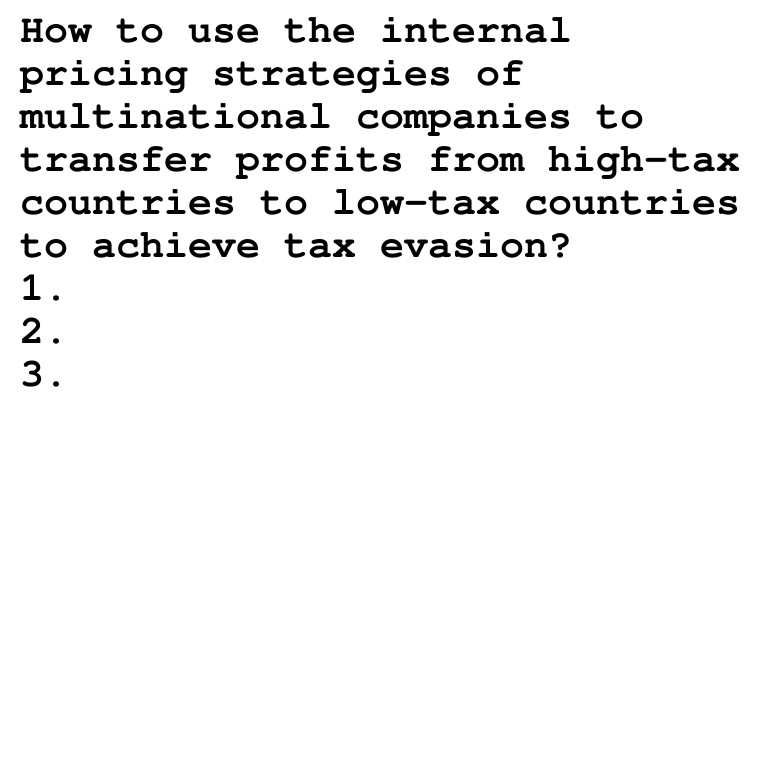 How to use the internal
pricing strategies of
multinational companies to
transfer profits from high-tax
countries to low-tax countries
to achieve tax evasion?
1.
2.
3.